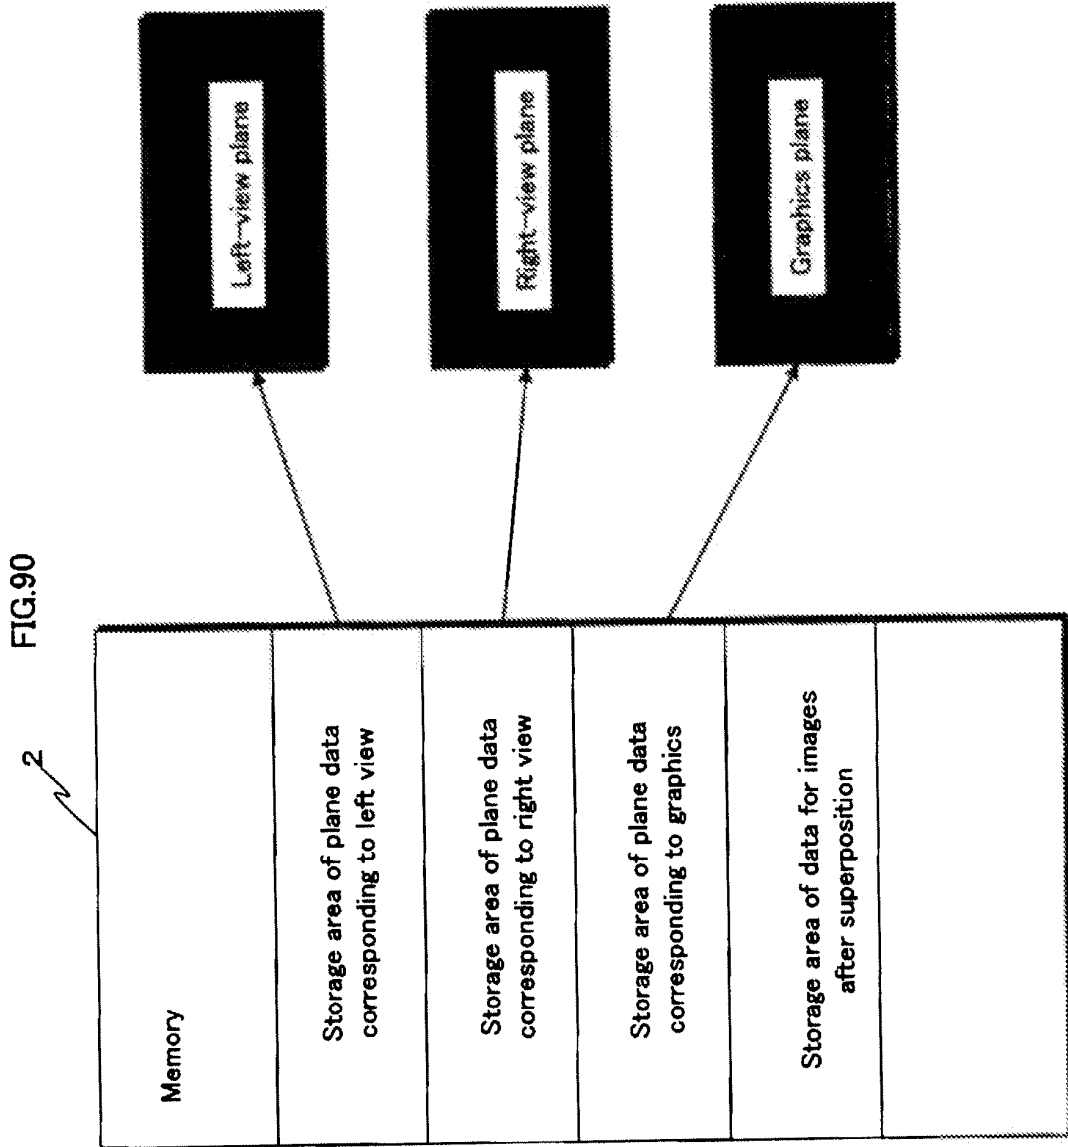 FIG.90
2
Memory
Storage area of plane data
corresponding to left view
Storage area of plane data
corresponding to right view
Storage area of plane data
corresponding to graphics
Storage area of data for images
after superposition
Left-view plane
Right-view plane
Graphics plane